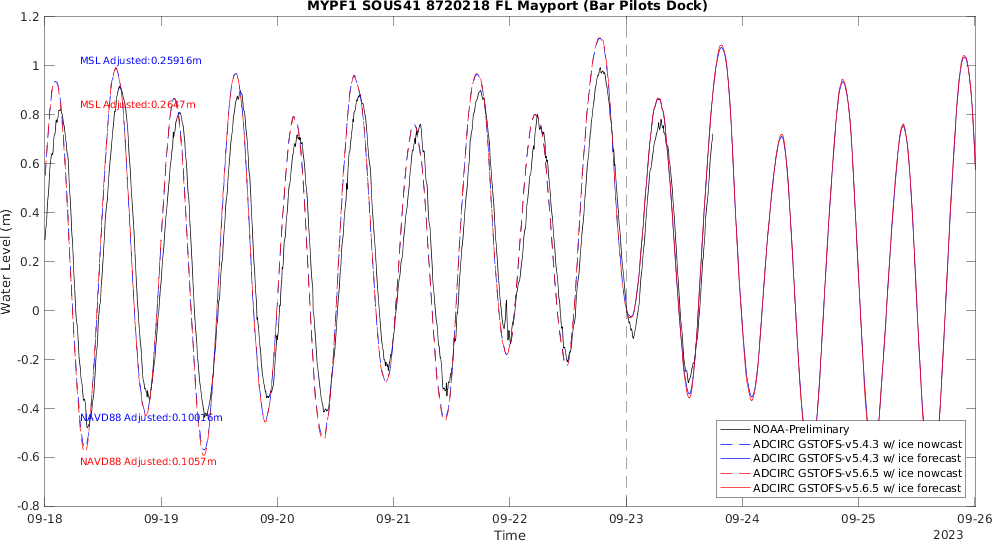 MYPF1 SOUS41 8720218 FL Mayport (Bar Pilots Dock)
Water Level (m)
1.2
1
0.8
0.6
0.4
0.2
0
-0.2
-0.4
-0.6
-0.8
MSL Adjusted:0.25916m
MSL Adjusted:0.2647m
NAVD88 Adjusted:0.10016m
NAVD88 Adjusted:0.1057m
NOAA-Preliminary
ADCIRC GSTOFS-v5.4.3 w/ ice nowcast
ADCIRC GSTOFS-v5.4.3 w/ ice forecast
ADCIRC GSTOFS-v5.6.5 w/ ice nowcast
ADCIRC GSTOFS-v5.6.5 w/ ice forecast
09-18 09-19 09-20 09-21 09-22 09-23 09-24 09-25 09-26
Time
2023